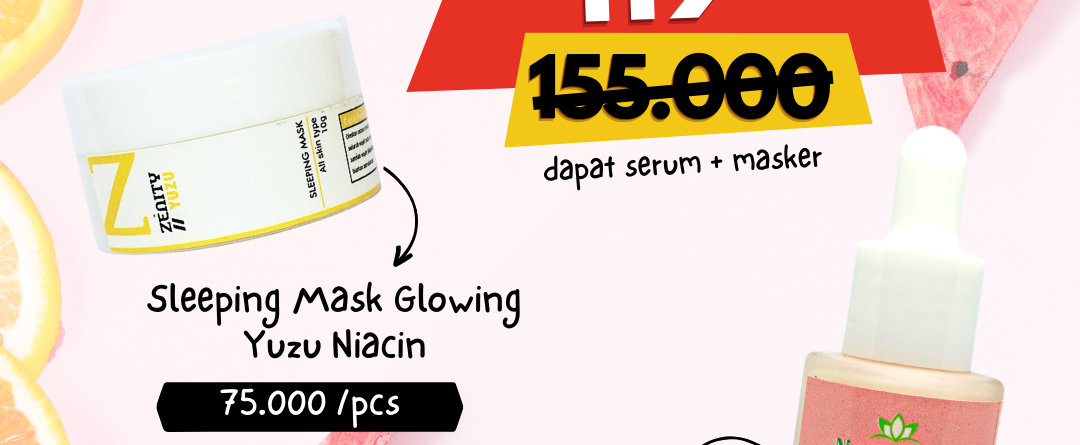 155.000
dapat serum + masker
Z
ZENITY
YUZU
SLEEPING MASK
All skin type
10g
Sleeping Mask Glowing
Yuzu Niacin
75.000 /pcs